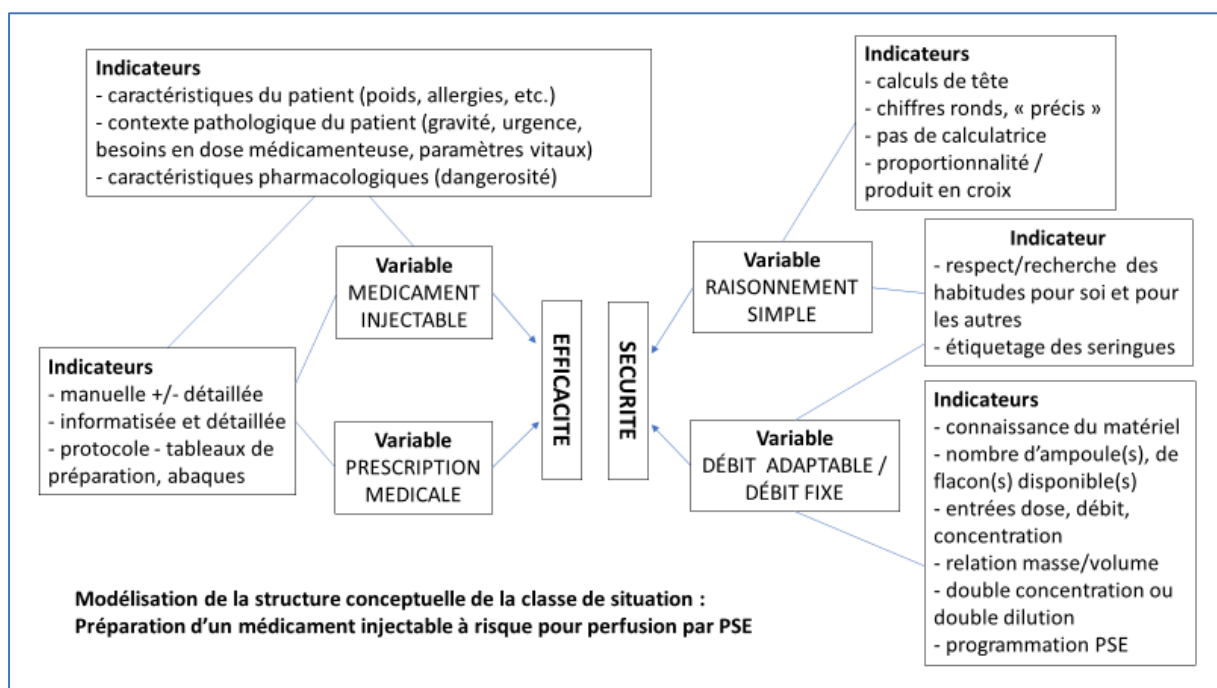 Indicateurs
- caractéristiques du patient (poids, allergies, etc.)
- contexte pathologique du patient (gravité, urgence,
besoins en dose médicamenteuse, paramètres vitaux)
- caractéristiques pharmacologiques (dangerosité)
Indicateurs
- calculs de tête
- chiffres ronds, « précis »
- pas de calculatrice
- proportionnalité /
produit en croix
Variable
MEDICAMENT
INJECTABLE
EFFICACITE
SECURITE
Variable
RAISONNEMENT
SIMPLE
Indicateur
- respect/recherche des
habitudes pour soi et pour
les autres
- étiquetage des seringues
Indicateurs
- manuelle +/- détaillée
- informatisée et détaillée
- protocole - tableaux de
préparation, abaques
Variable
PRESCRIPTION
MEDICALE
Variable
DÉBIT ADAPTABLE /
DÉBIT FIXE
Indicateurs
- connaissance du matériel
- nombre d'ampoule(s), de
flacon(s) disponible(s)
- entrées dose, débit,
concentration
- relation masse/volume
- double concentration ou
double dilution
- programmation PSE
Modélisation de la structure conceptuelle de la classe de situation :
Préparation d'un médicament injectable à risque pour perfusion par PSE